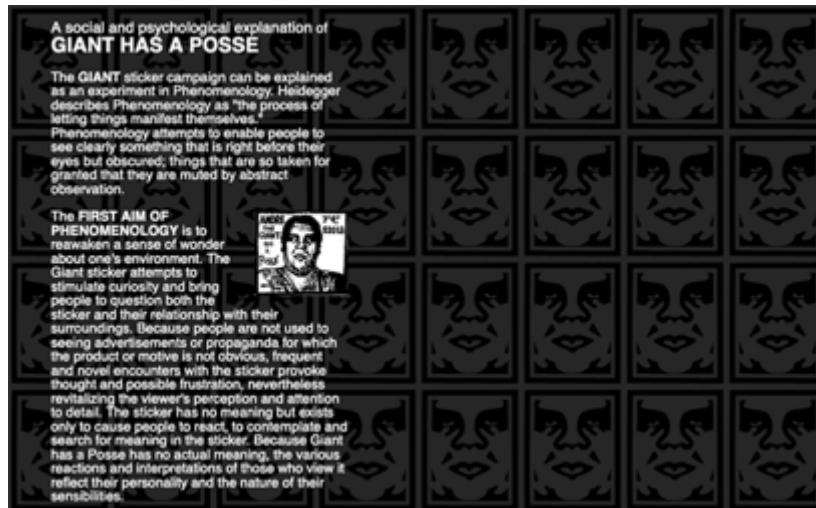 A social and psychological explanation of
GIANT HAS A POSSE
The GIANT sticker campaign can be explained
as an experiment in Phenomenology. Heidegger
describes Phenomenology as "the process of
letting things manifest themselves."
Phenomenology attempts to enable people to
see clearly something that is right before their
eyes but obscured; things that are so taken for
granted that they are muted by abstract
observation.
The FIRST AIM OF
PHENOMENOLOGY is to
reawaken a sense of wonder
about one's environment. The
Giant sticker attempts to
stimulate curiosity and bring
people to question both the
sticker and their relationship with their
surroundings. Because people are not used to
seeing advertisements or propaganda for which
the product or motive is not obvious, frequent
and novel encounters with the sticker provoke
thought and possible frustration, nevertheless
revitalizing the viewer's perception and attention
to detail. The sticker has no meaning but exists
only to cause people to react, to contemplate and
search for meaning in the sticker. Because Giant
has a Posse has no actual meaning, the various
reactions and interpretations of those who view it
reflect their personality and the nature of their
sensibilities.
ANDRE
THE
GIANT